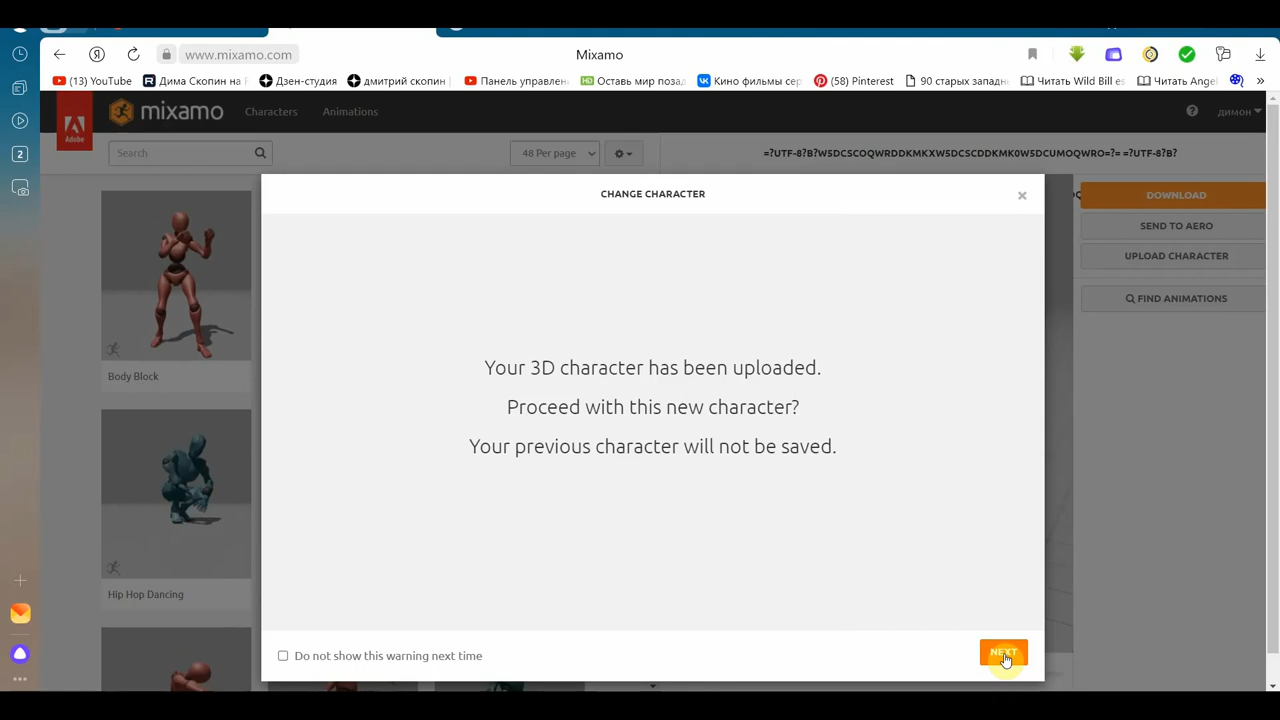 www.mixamo.com
Mixamo
(13) YouTube
Дима Скопин на
Дзен-студия
дмитрий скопин
Панель управлен
Оставь мир позад
Кино фильмы сер
(58) Pinterest
90 старых западн
Читать Wild Bill es
Читать Angel
»
Adobe
mixamo
Characters
Animations
димон
Search
48 Per page
=?UTF-8?B?W5DSCOQWRDDKMKXW5DCSCDDKMK0W5DCUMOQWRO=?= =?UTF-8?B?
CHANGE CHARACTER
DOWNLOAD
SEND TO AERO
UPLOAD CHARACTER
FIND ANIMATIONS
2
Your 3D character has been uploaded.
Proceed with this new character?
Your previous character will not be saved.
Body Block
Hip Hop Dancing
Do not show this warning next time
NEXT